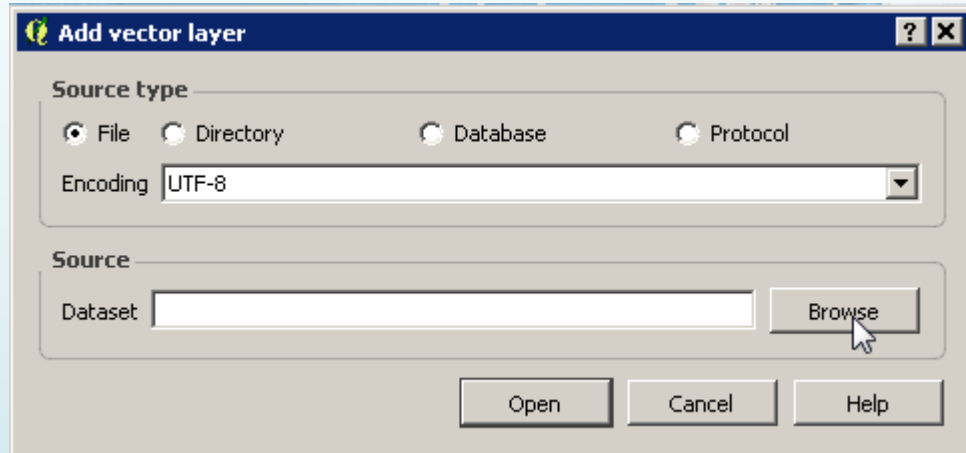 Add vector layer
Source type
File Directory Database Protocol
Encoding UTF-8
Source
Dataset Browse
Open Cancel Help